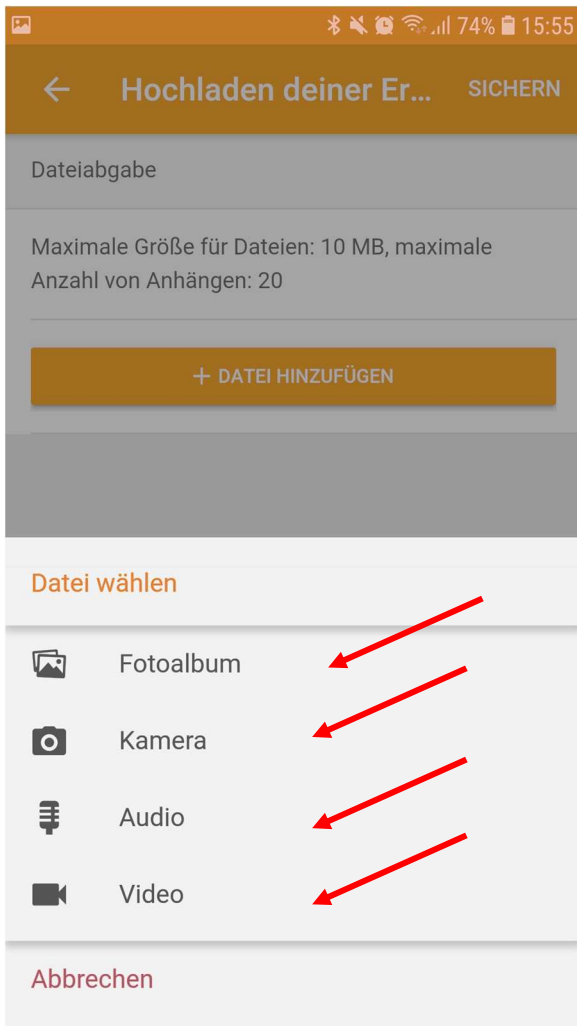 74% 15:55
Hochladen deiner Er... SICHERN
Dateiabgabe
Maximale Größe für Dateien: 10 MB, maximale
Anzahl von Anhängen: 20
+ DATEI HINZUFÜGEN
Datei wählen
Fotoalbum
Kamera
Audio
Video
Abbrechen